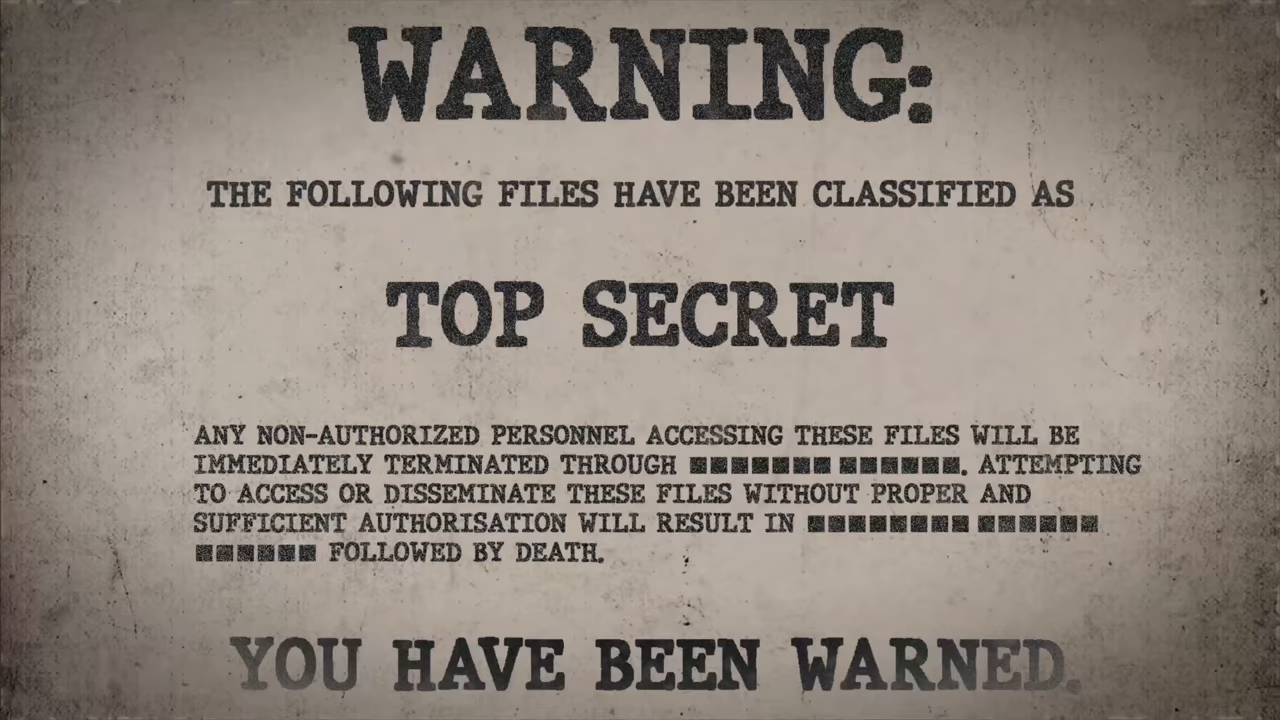 WARNING:
THE FOLLOWING FILES HAVE BEEN CLASSIFIED AS
TOP SECRET
ANY NON-AUTHORIZED PERSONNEL ACCESSING THESE FILES WILL BE
IMMEDIATELY TERMINATED THROUGH ■■■■■■■ ■■■■■■. ATTEMPTING
TO ACCESS OR DISSEMINATE THESE FILES WITHOUT PROPER AND
SUFFICIENT AUTHORISATION WILL RESULT IN ■■■■■■■■ ■■■■■■
■■■■■■ FOLLOWED BY DEATH.
YOU HAVE BEEN WARNED.